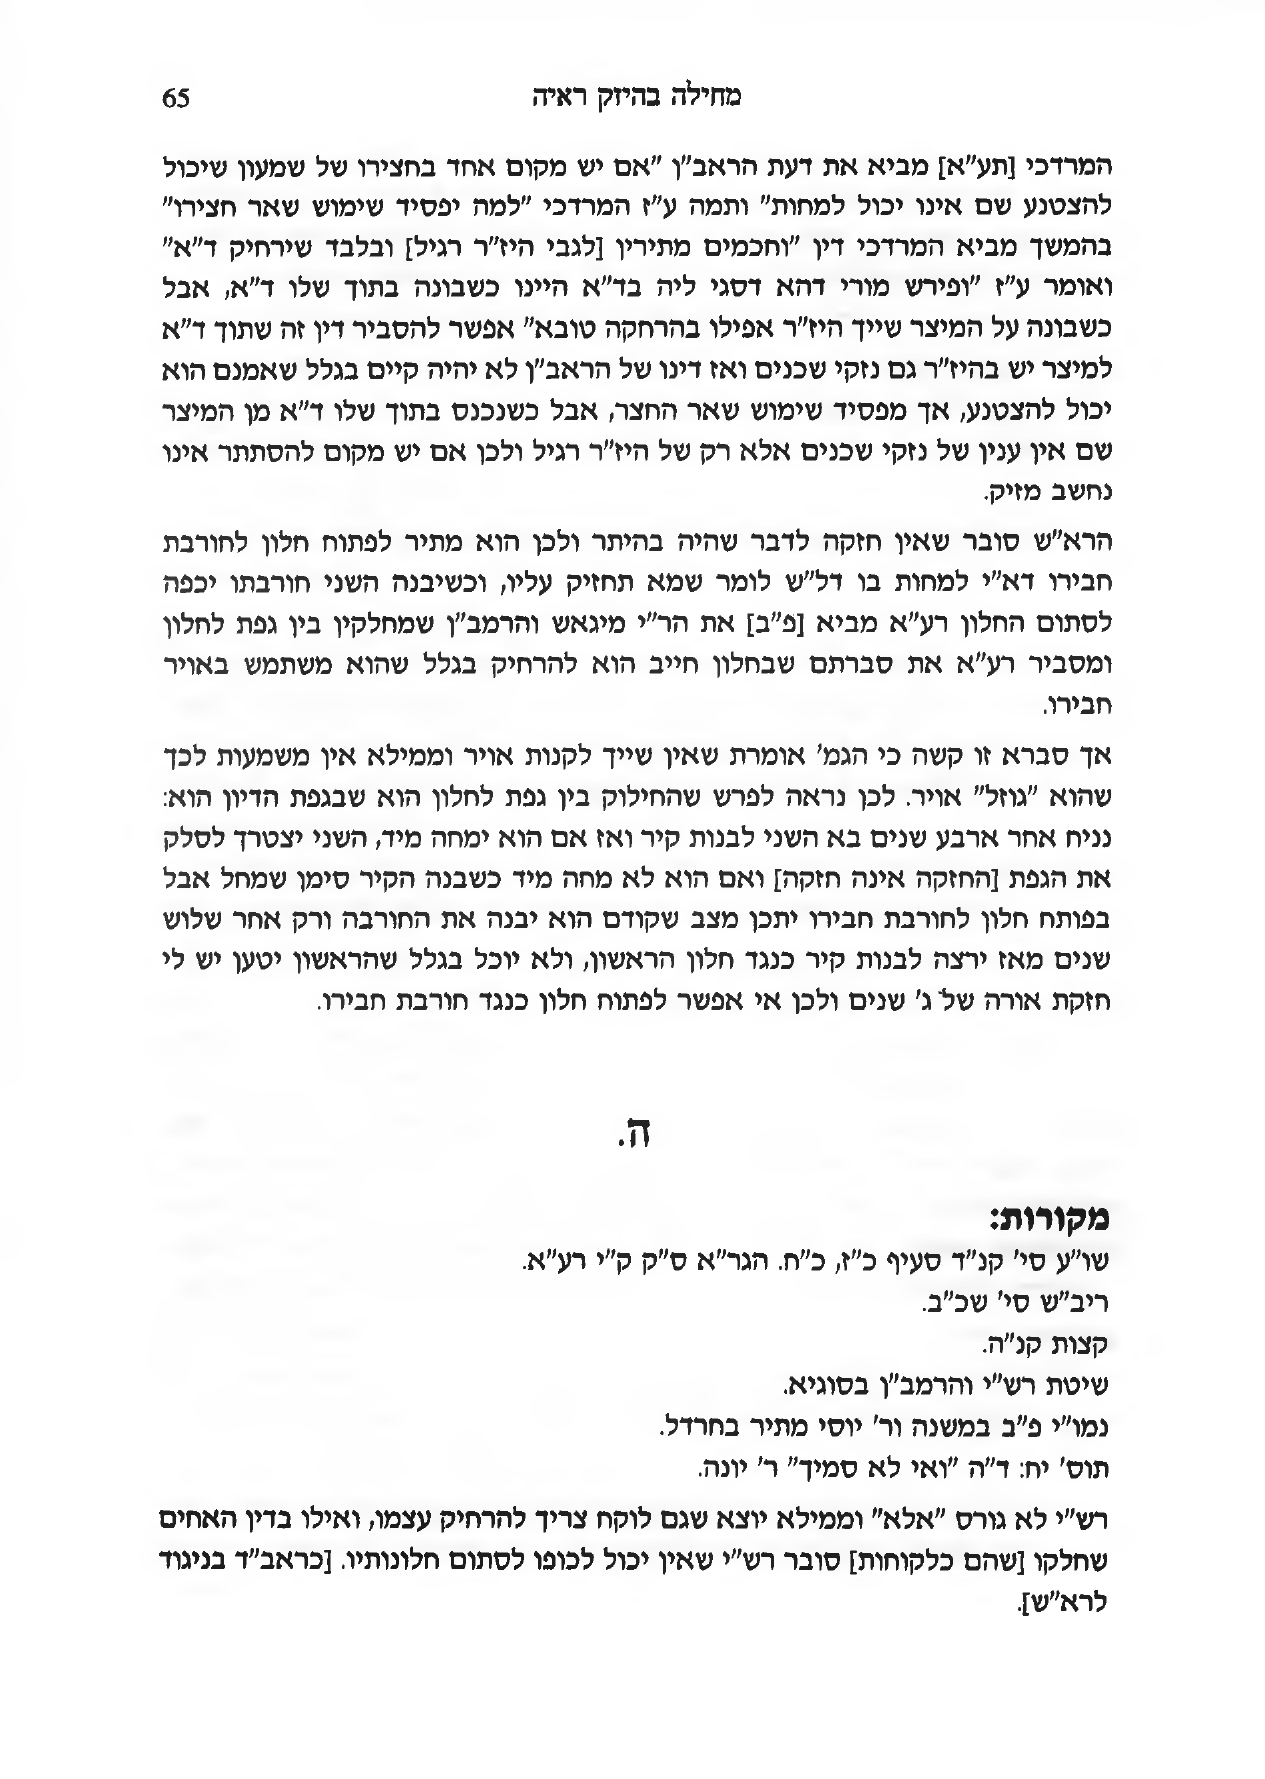 מחילה בהיזק ראיה 65
המרדכי [תע"א] מביא את דעת הראב"ן "אם יש מקום אחד בחצירו של שמעון שיכול
להצטנע שם אינו יכול למחות" ותמה ע"ז המרדכי "למה יפסיד שימוש שאר חצירו"
בהמשך מביא המרדכי דין "וחכמים מתירין [לגבי היז"ר רגיל] ובלבד שירחיק ד"א"
ואומר ע"ז "ופירש מורי דהא דסגי ליה בד"א היינו כשבונה בתוך שלו ד"א, אבל
כשבונה על המיצר שייך היז"ר אפילו בהרחקה טובא" אפשר להסביר דין זה שתוך ד"א
למיצר יש בהיז"ר גם נזקי שכנים ואז דינו של הראב"ן לא יהיה קיים בגלל שאמנם הוא
יכול להצטנע, אך מפסיד שימוש שאר החצר, אבל כשנכנס בתוך שלו ד"א מן המיצר
שם אין ענין של נזקי שכנים אלא רק של היז"ר רגיל ולכן אם יש מקום להסתתר אינו
נחשב מזיק.
הרא"ש סובר שאין חזקה לדבר שהיה בהיתר ולכן הוא מתיר לפתוח חלון לחורבת
חבירו דא"י למחות בו דל"ש לומר שמא תחזיק עליו, וכשיבנה השני חורבתו יכפה
לסתום החלון רע"א מביא [פ"ב] את הר"י מיגאש והרמב"ן שמחלקין בין גפת לחלון
ומסביר רע"א את סברתם שבחלון חייב הוא להרחיק בגלל שהוא משתמש באויר
חבירו.
אך סברא זו קשה כי הגמ' אומרת שאין שייך לקנות אויר וממילא אין משמעות לכך
שהוא "גוזל" אויר. לכן נראה לפרש שהחילוק בין גפת לחלון הוא שבגפת הדיון הוא:
נניח אחר ארבע שנים בא השני לבנות קיר ואז אם הוא ימחה מיד, השני יצטרך לסלק
את הגפת [החזקה אינה חזקה] ואם הוא לא מחה מיד כשבנה הקיר סימן שמחל אבל
בפותח חלון לחורבת חבירו יתכן מצב שקודם הוא יבנה את החורבה ורק אחר שלוש
שנים מאז ירצה לבנות קיר כנגד חלון הראשון, ולא יוכל בגלל שהראשון יטען יש לי
חזקת אורה של ג' שנים ולכן אי אפשר לפתוח חלון כנגד חורבת חבירו.
ה.
מקורות:
שו"ע סי' קנ"ד סעיף כ"ז, כ"ח. הגר"א ס"ק ק"י רע"א.
ריב"ש סי' שכ"ב.
קצות קנ"ה.
שיטת רש"י והרמב"ן בסוגיא.
נמו"י פ"ב במשנה ור' יוסי מתיר בחרדל.
תוס' יח: ד"ה "ואי לא סמיך" ר' יונה.
רש"י לא גורס "אלא" וממילא יוצא שגם לוקח צריך להרחיק עצמו, ואילו בדין האחים
שחלקו [שהם כלקוחות] סובר רש"י שאין יכול לכופו לסתום חלונותיו. [כראב"ד בניגוד
לרא"ש].